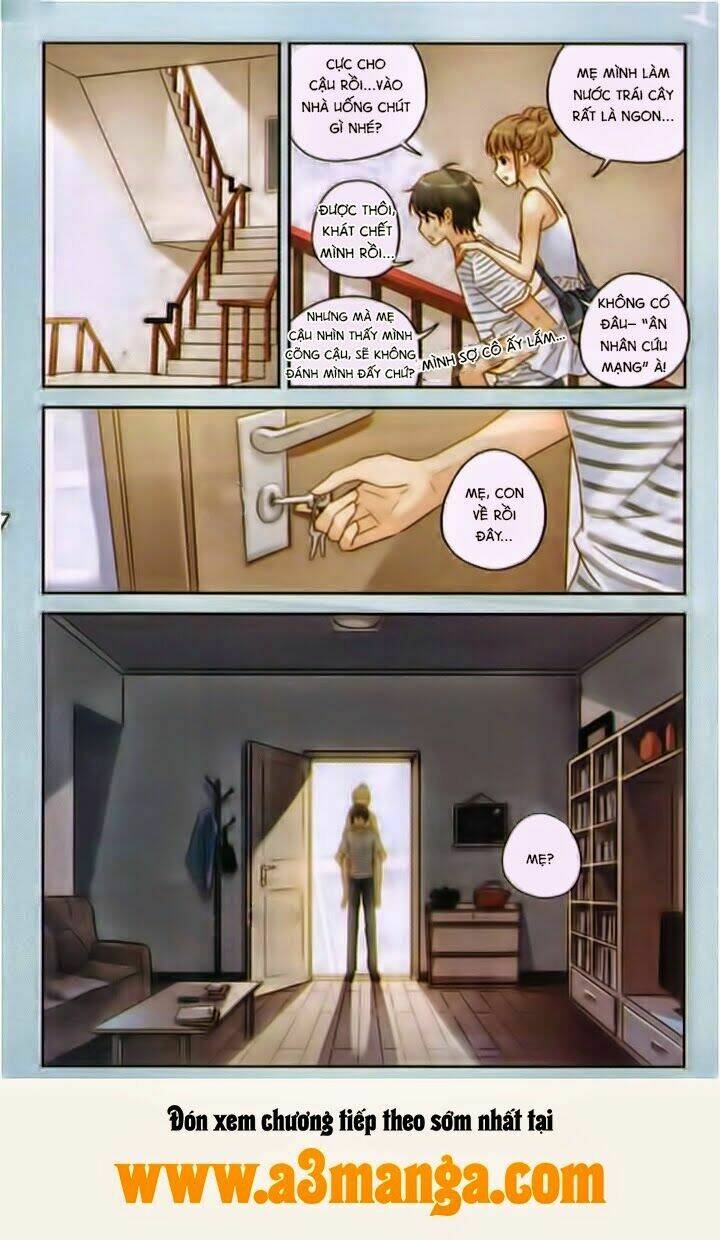 CỰC CHO
CẬU RỒI...VÀO
NHÀ UỐNG CHÚT
GÌ NHÉ?
MẸ MÌNH LÀM
NƯỚC TRÁI CÂY
RẤT LÀ NGON...
ĐƯỢC THÔI,
KHÁT CHẾT
MÌNH RỒI...
NHƯNG MÀ MẸ
CẬU NHÌN THẤY MÌNH
CÕNG CẬU, SẼ KHÔNG
ĐÁNH MÌNH ĐẤY CHỨ?
MÌNH SỢ CÔ ẤY LẮM...
KHÔNG CÓ
ĐÂU– "ÂN
NHÂN CỨU
MẠNG" À!
MẸ, CON
VỀ RỒI
ĐÂY...
7
MẸ?
Đón xem chương tiếp theo sớm nhất tại
www.a3manga.com